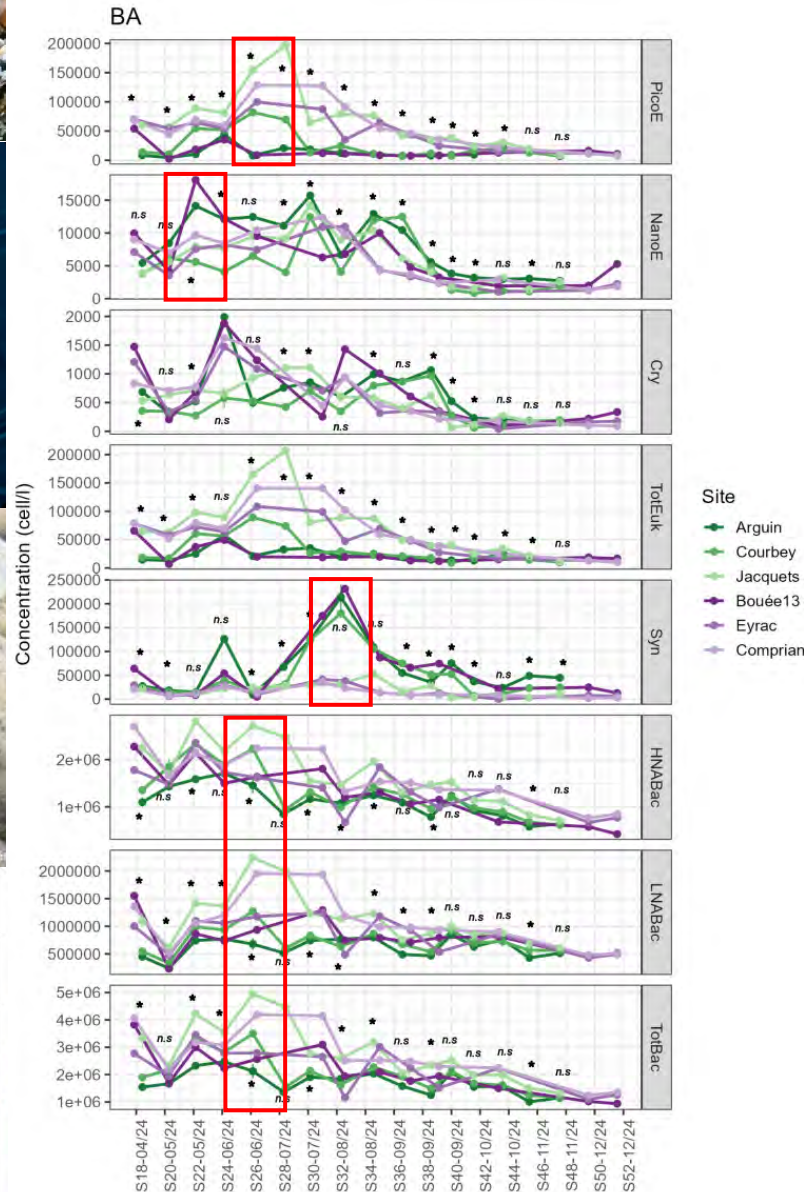 BA
Concentration (cell/l)
200000
150000
100000
50000
0
PicoE
* * * * * * * * * * * * * * n.s n.s
15000
10000
5000
0
NanoE
n.s n.s * * n.s * * * * * * * * n.s * n.s
2000
1500
1000
500
0
Cry
* n.s * n.s n.s * * n.s * n.s * * * n.s n.s n.s
200000
150000
100000
50000
0
TotEuk
* * * n.s * * * * * * * * * * * n.s
250000
200000
150000
100000
50000
0
Syn
* * n.s n.s * * * n.s n.s * * * * n.s * *
2e+06
1e+06
HNABac
* n.s * n.s * n.s * * * n.s * n.s n.s n.s * n.s
2000000
1500000
1000000
500000
LNABac
* * * * * n.s * * * * * n.s n.s n.s * n.s
5e+06
4e+06
3e+06
2e+06
1e+06
TotBac
* n.s * * * n.s * * * n.s * n.s n.s n.s * n.s
S18-04/24
S20-05/24
S22-05/24
S24-06/24
S26-06/24
S28-07/24
S30-07/24
S32-08/24
S34-08/24
S36-09/24
S38-09/24
S40-09/24
S42-10/24
S44-10/24
S46-11/24
S48-11/24
S50-12/24
S52-12/24
Site
Arguin
Courbey
Jacquets
Bouée13
Eyrac
Comprian